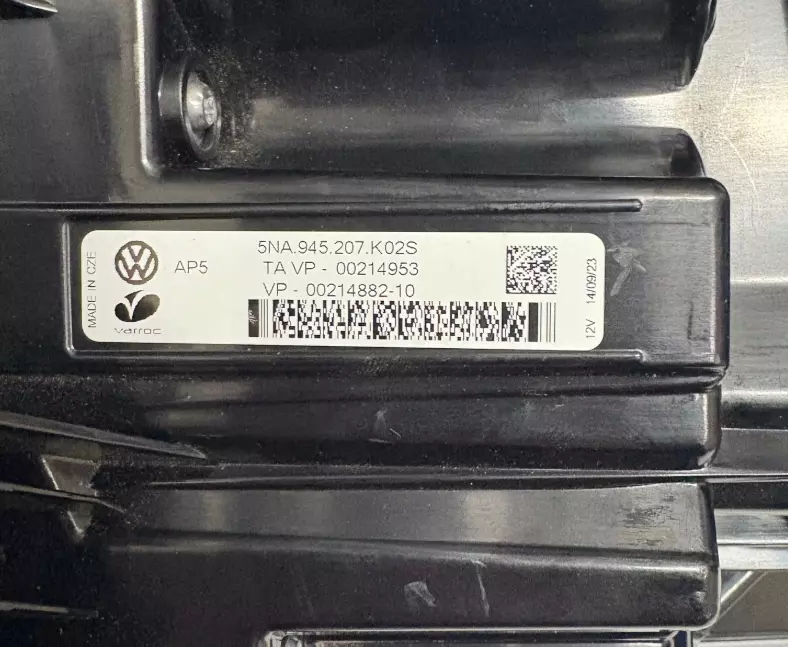 MADE IN CZE
VW
varroc
AP5
5NA.945.207.K02S
TA VP - 00214953
VP - 00214882-10
12V 14/09/23